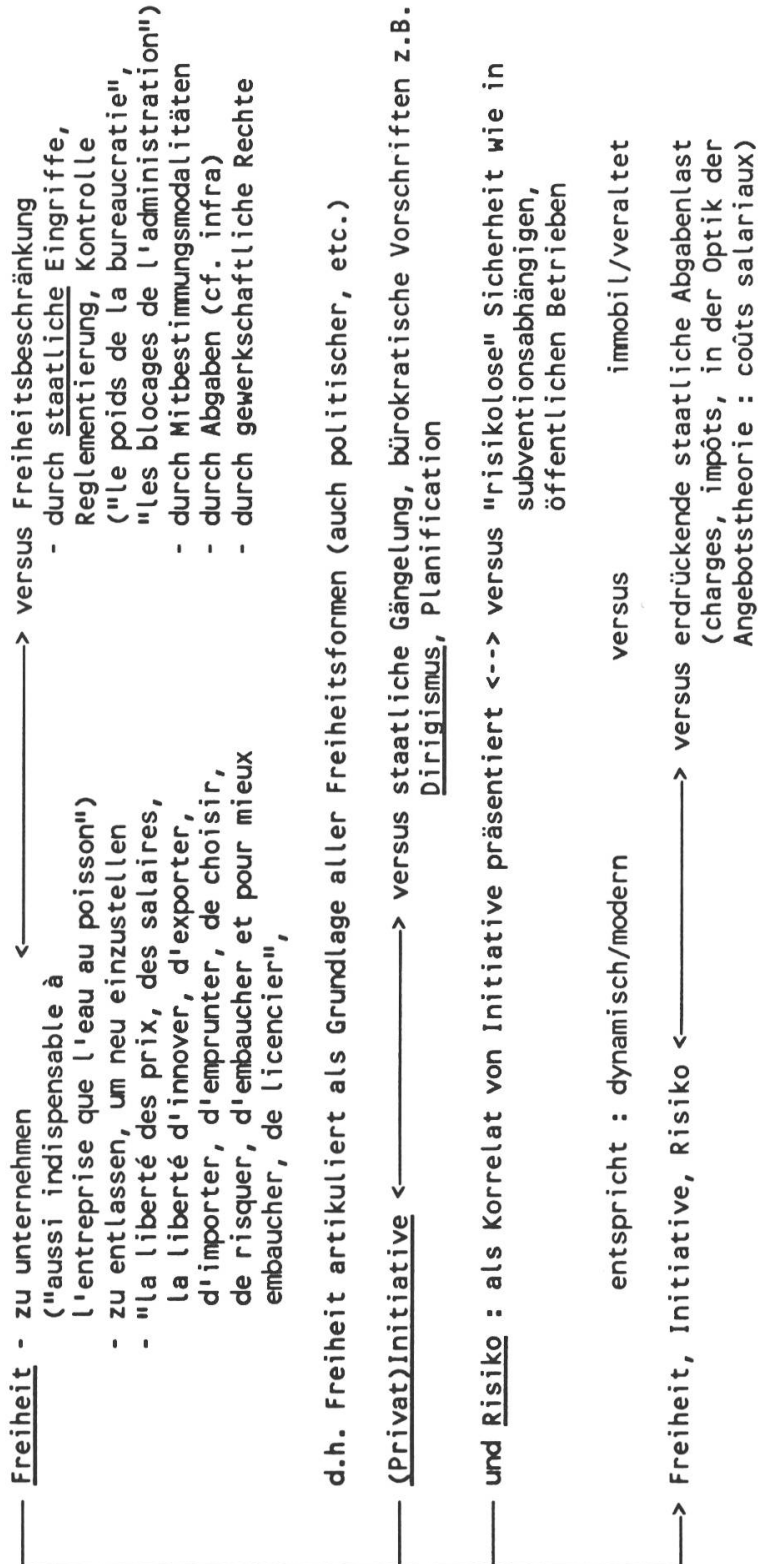 Freiheit - zu unternehmen <————> versus Freiheitsbeschränkung
("aussi indispensable à
l'entreprise que l'eau au poisson")
- zu entlassen, um neu einzustellen
- "la liberté des prix, des salaires,
la liberté d'innover, d'exporter,
d'importer, d'emprunter, de choisir,
de risquer, d'embaucher et pour mieux
embaucher, de licencier",
- durch staatliche Eingriffe,
Reglementierung, Kontrolle
("le poids de la bureaucratie",
"les blocages de l'administration")
- durch Mitbestimmungsmodalitäten
- durch Abgaben (cf. infra)
- durch gewerkschaftliche Rechte
d.h. Freiheit artikuliert als Grundlage aller Freiheitsformen (auch politischer, etc.)
(Privat)Initiative <————> versus staatliche Gängelung, bürokratische Vorschriften z.B.
Dirigismus, Planification
und Risiko : als Korrelat von Initiative präsentiert <--> versus "risikolose" Sicherheit wie in
subventionsabhängigen,
öffentlichen Betrieben
entspricht : dynamisch/modern versus immobil/veraltet
—> Freiheit, Initiative, Risiko <————> versus erdrückende staatliche Abgabenlast
(charges, impôts, in der Optik der
Angebotstheorie : coûts salariaux)